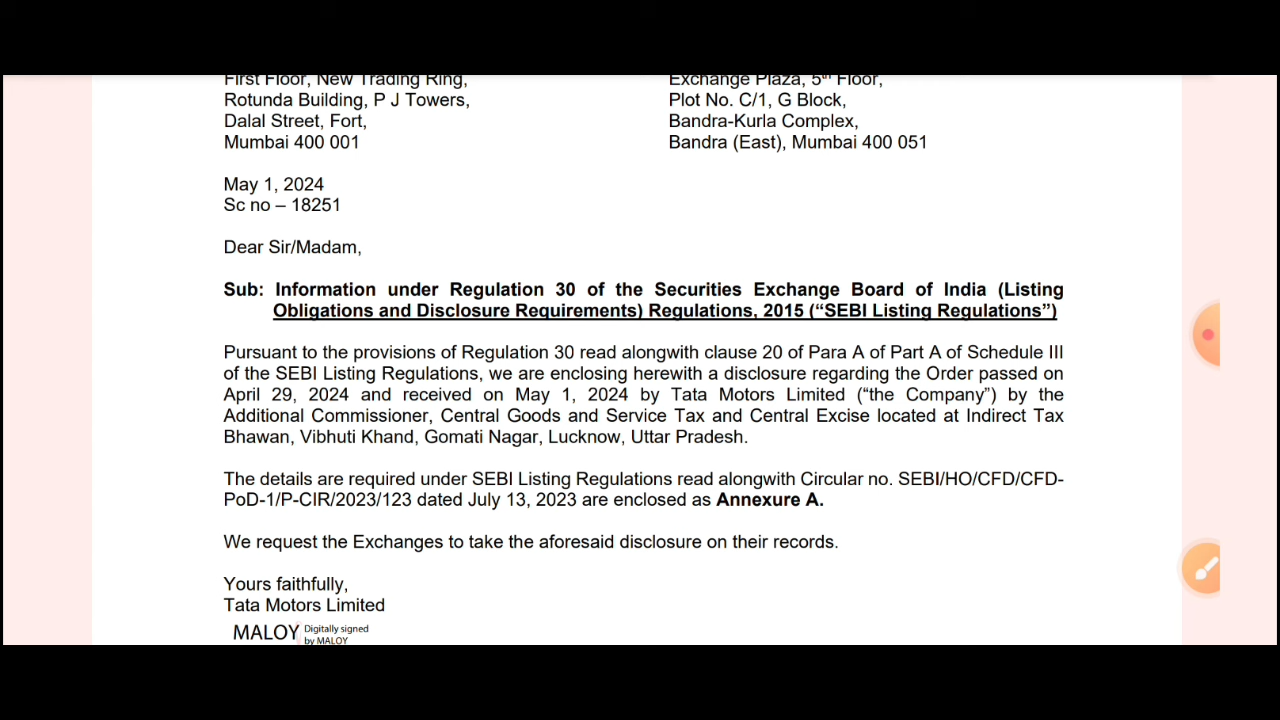 First Floor, New Trading Ring,
Rotunda Building, P J Towers,
Dalal Street, Fort,
Mumbai 400 001
Exchange Plaza, 5th Floor,
Plot No. C/1, G Block,
Bandra-Kurla Complex,
Bandra (East), Mumbai 400 051
May 1, 2024
Sc no – 18251
Dear Sir/Madam,
Sub: Information under Regulation 30 of the Securities Exchange Board of India (Listing
Obligations and Disclosure Requirements) Regulations, 2015 (“SEBI Listing Regulations”)
Pursuant to the provisions of Regulation 30 read alongwith clause 20 of Para A of Part A of Schedule III
of the SEBI Listing Regulations, we are enclosing herewith a disclosure regarding the Order passed on
April 29, 2024 and received on May 1, 2024 by Tata Motors Limited (“the Company”) by the
Additional Commissioner, Central Goods and Service Tax and Central Excise located at Indirect Tax
Bhawan, Vibhuti Khand, Gomati Nagar, Lucknow, Uttar Pradesh.
The details are required under SEBI Listing Regulations read alongwith Circular no. SEBI/HO/CFD/CFD-
PoD-1/P-CIR/2023/123 dated July 13, 2023 are enclosed as Annexure A.
We request the Exchanges to take the aforesaid disclosure on their records.
Yours faithfully,
Tata Motors Limited
MALOY
Digitally signed
by MALOY